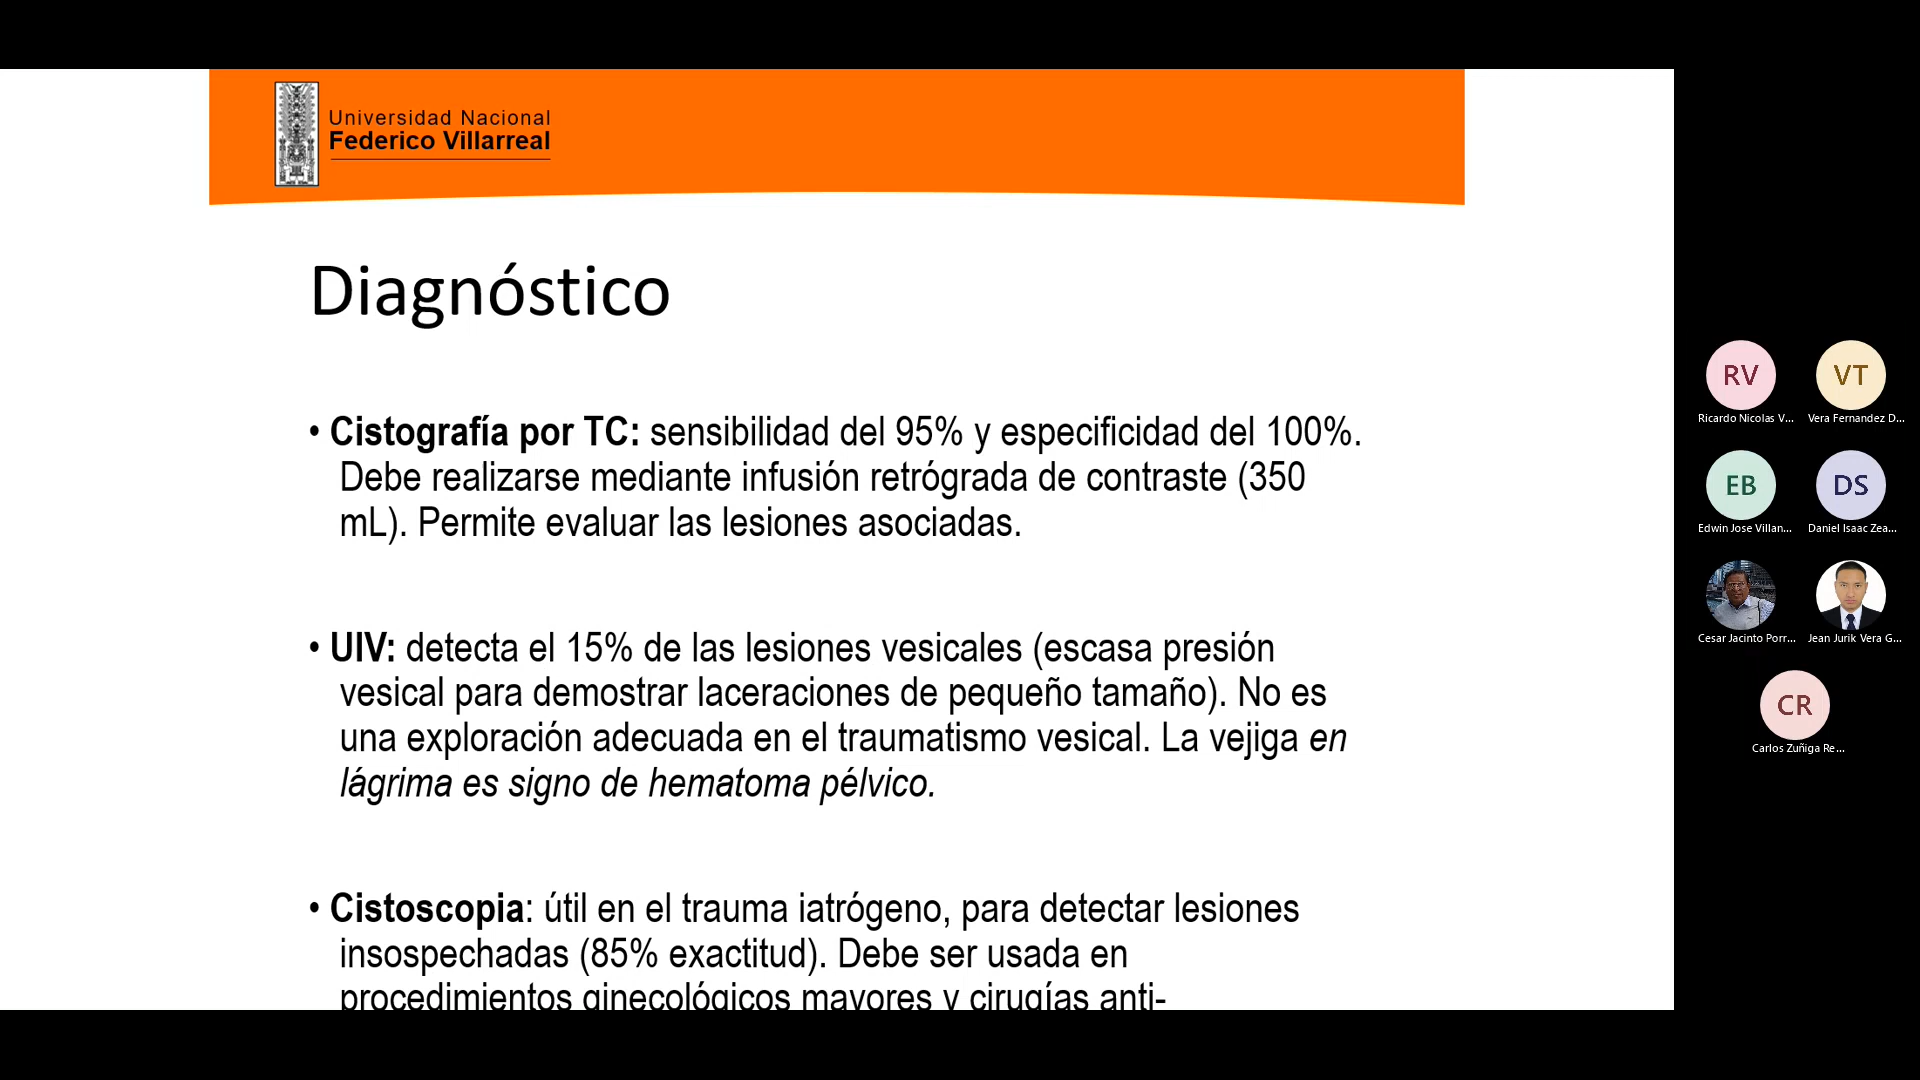 Universidad Nacional
Federico Villarreal
Diagnóstico
• Cistografía por TC: sensibilidad del 95% y especificidad del 100%.
Debe realizarse mediante infusión retrógrada de contraste (350
mL). Permite evaluar las lesiones asociadas.
• UIV: detecta el 15% de las lesiones vesicales (escasa presión
vesical para demostrar laceraciones de pequeño tamaño). No es
una exploración adecuada en el traumatismo vesical. La vejiga en
lágrima es signo de hematoma pélvico.
• Cistoscopia: útil en el trauma iatrógeno, para detectar lesiones
insospechadas (85% exactitud). Debe ser usada en
procedimientos ginecológicos mayores y cirugías anti-
RV
VT
Ricardo Nicolas V...
Vera Fernandez D...
EB
DS
Edwin Jose Villan...
Daniel Isaac Zea...
Cesar Jacinto Porr...
Jean Jurik Vera G...
CR
Carlos Zuñiga Re...